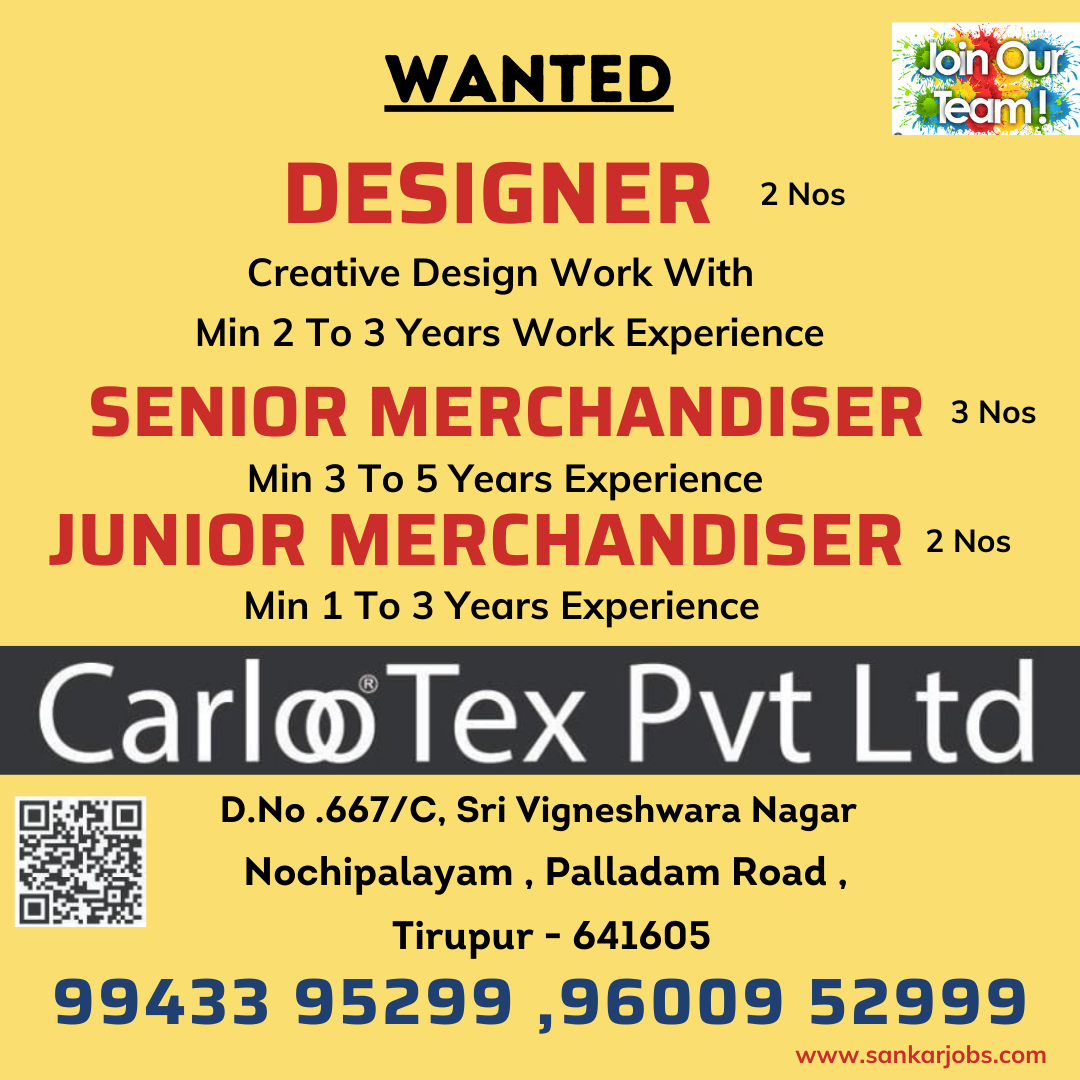 WANTED
Join Our
Team !
DESIGNER 2 Nos
Creative Design Work With
Min 2 To 3 Years Work Experience
SENIOR MERCHANDISER 3 Nos
Min 3 To 5 Years Experience
JUNIOR MERCHANDISER 2 Nos
Min 1 To 3 Years Experience
Carloo® Tex Pvt Ltd
D.No .667/C, Sri Vigneshwara Nagar
Nochipalayam , Palladam Road ,
Tirupur - 641605
99433 95299 ,96009 52999
www.sankarjobs.com